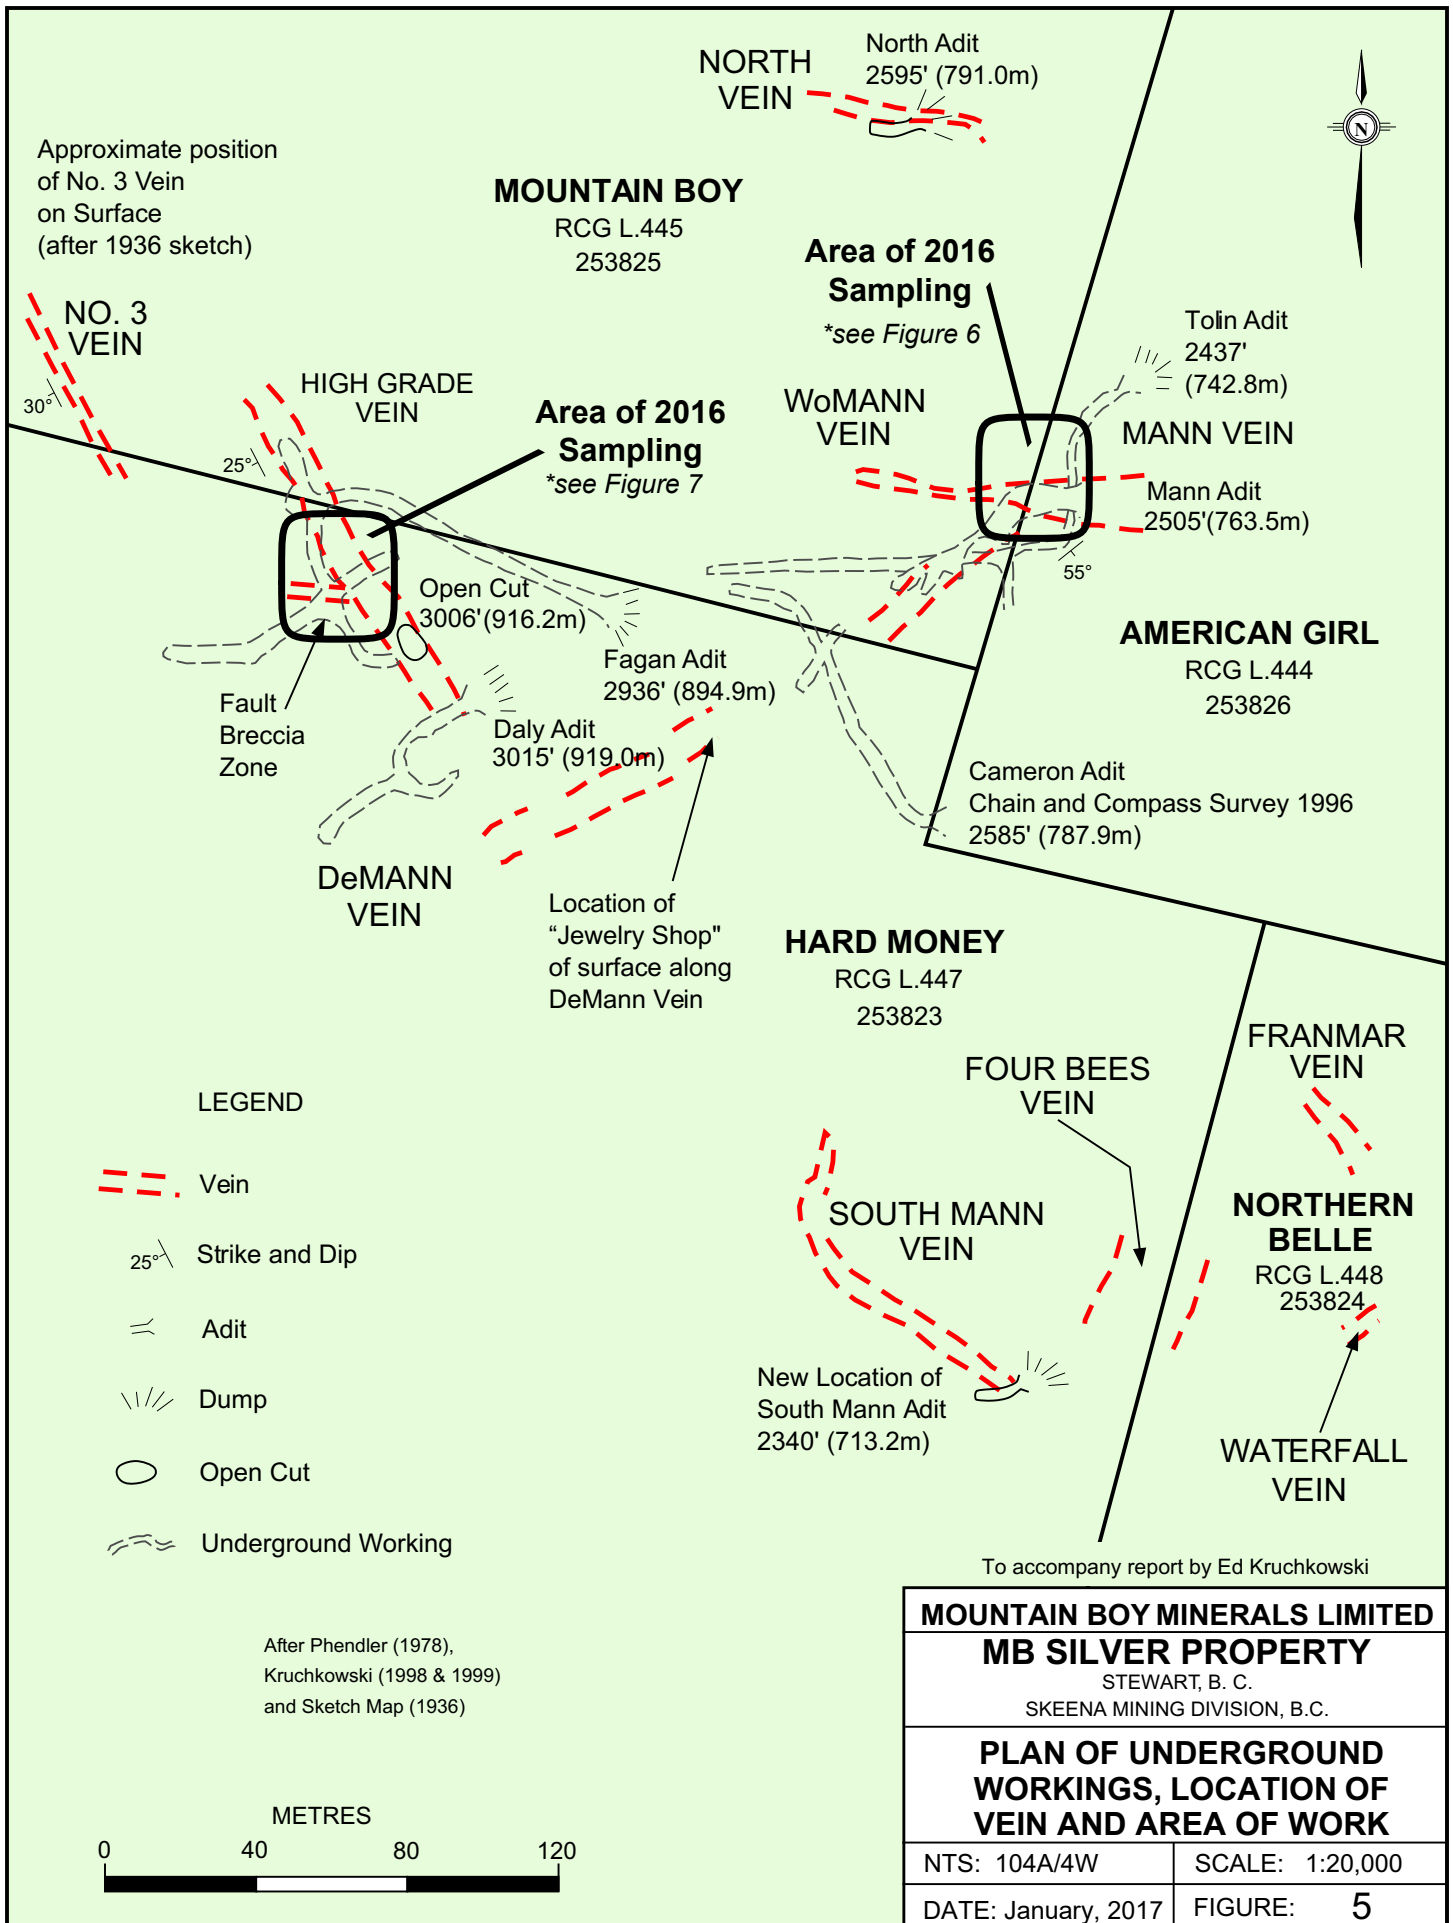 North Adit
2595' (791.0m)
NORTH
VEIN
N
Approximate position
of No. 3 Vein
on Surface
(after 1936 sketch)
MOUNTAIN BOY
RCG L.445
253825
Area of 2016
Sampling
*see Figure 6
NO. 3
VEIN
30°
Tolin Adit
2437'
(742.8m)
HIGH GRADE
VEIN
25°
Area of 2016
Sampling
*see Figure 7
WoMANN
VEIN
MANN VEIN
Mann Adit
2505'(763.5m)
55°
Open Cut
3006'(916.2m)
AMERICAN GIRL
RCG L.444
253826
Fagan Adit
2936' (894.9m)
Fault
Breccia
Zone
Daly Adit
3015' (919.0m)
Cameron Adit
Chain and Compass Survey 1996
2585' (787.9m)
DeMANN
VEIN
Location of
“Jewelry Shop"
of surface along
DeMann Vein
HARD MONEY
RCG L.447
253823
FRANMAR
VEIN
FOUR BEES
VEIN
LEGEND
Vein
25°
Strike and Dip
Adit
Dump
Open Cut
Underground Working
SOUTH MANN
VEIN
NORTHERN
BELLE
RCG L.448
253824
New Location of
South Mann Adit
2340' (713.2m)
WATERFALL
VEIN
After Phendler (1978),
Kruchkowski (1998 & 1999)
and Sketch Map (1936)
METRES
0 40 80 120
To accompany report by Ed Kruchkowski
MOUNTAIN BOY MINERALS LIMITED
MB SILVER PROPERTY
STEWART, B. C.
SKEENA MINING DIVISION, B.C.
PLAN OF UNDERGROUND
WORKINGS, LOCATION OF
VEIN AND AREA OF WORK
NTS: 104A/4W
SCALE: 1:20,000
DATE: January, 2017
FIGURE: 5